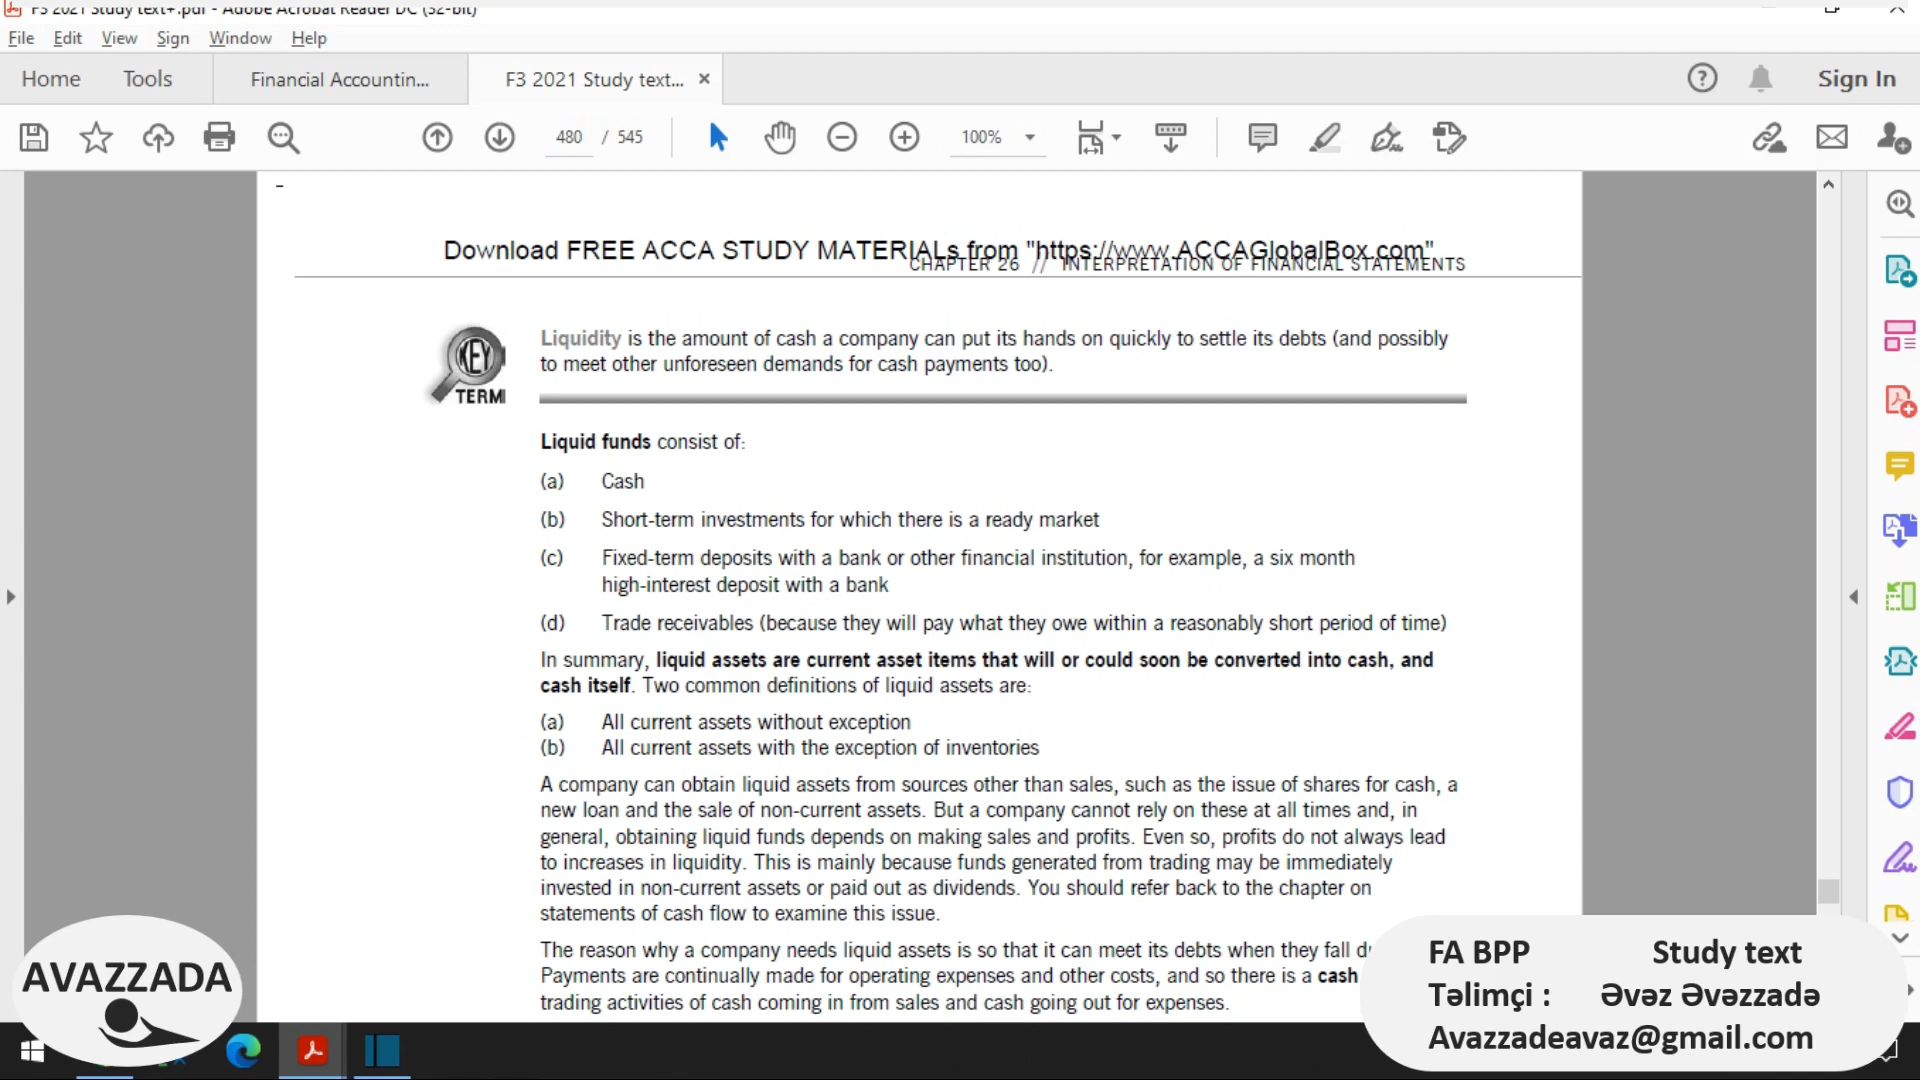 F3 2021 Study text+.pdf - Adobe Acrobat Reader DC (32-bit)
File Edit View Sign Window Help
Home Tools Financial Accountin... F3 2021 Study text... × Sign In
480 / 545 100%
Download FREE ACCA STUDY MATERIALs from "https://www.ACCAGlobalBox.com"
CHAPTER 26 // INTERPRETATION OF FINANCIAL STATEMENTS
KEY
TERM
Liquidity is the amount of cash a company can put its hands on quickly to settle its debts (and possibly
to meet other unforeseen demands for cash payments too).
Liquid funds consist of:
(a) Cash
(b) Short-term investments for which there is a ready market
(c) Fixed-term deposits with a bank or other financial institution, for example, a six month
high-interest deposit with a bank
(d) Trade receivables (because they will pay what they owe within a reasonably short period of time)
In summary, liquid assets are current asset items that will or could soon be converted into cash, and
cash itself. Two common definitions of liquid assets are:
(a) All current assets without exception
(b) All current assets with the exception of inventories
A company can obtain liquid assets from sources other than sales, such as the issue of shares for cash, a
new loan and the sale of non-current assets. But a company cannot rely on these at all times and, in
general, obtaining liquid funds depends on making sales and profits. Even so, profits do not always lead
to increases in liquidity. This is mainly because funds generated from trading may be immediately
invested in non-current assets or paid out as dividends. You should refer back to the chapter on
statements of cash flow to examine this issue.
The reason why a company needs liquid assets is so that it can meet its debts when they fall
Payments are continually made for operating expenses and other costs, and so there is a cash
trading activities of cash coming in from sales and cash going out for expenses.
AVAZZADA
FA BPP Study text
Təlimçi : Əvəz Əvəzzadə
Avazzadeavaz@gmail.com